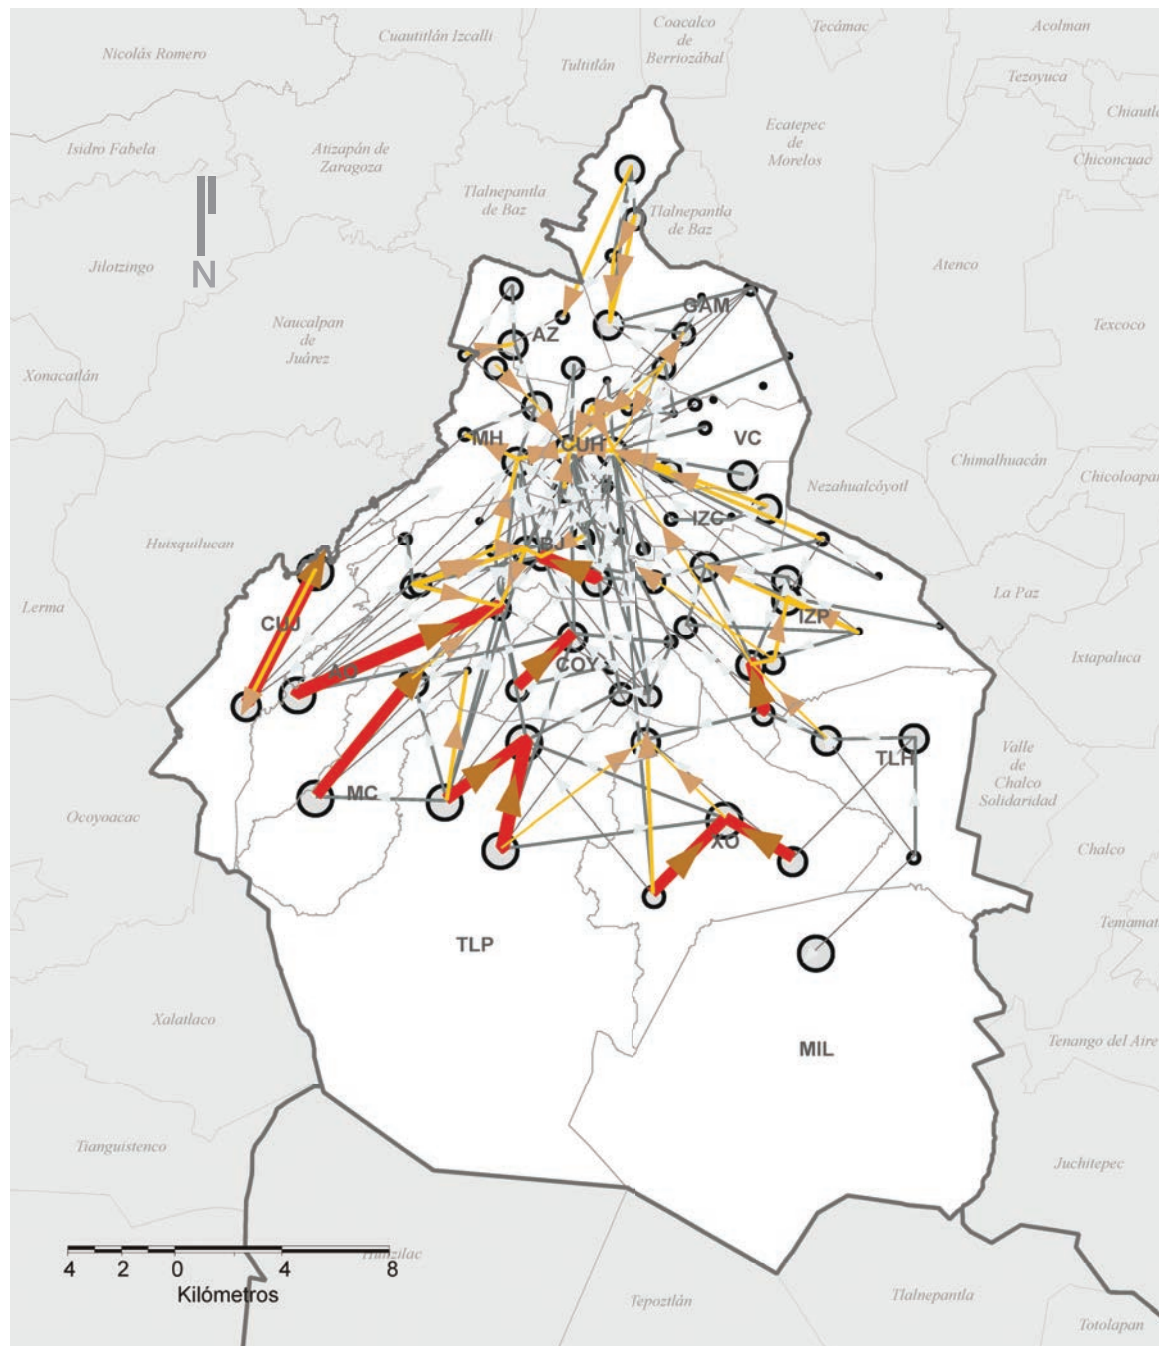 Coacalco
de
Berriozábal
Tecámac
Acolman
Cuautitlán Izcalli
Nicolás Romero
Tultitlán
Tezoyuca
Chiautla
Ecatepec
de
Morelos
Isidro Fabela
Atizapán de
Zaragoza
Chiconcuac
Tlalnepantla
de Baz
Tlalnepantla
de Baz
Jilotzingo
N
Atenco
GAM
Naucalpan
de
Juárez
AZ
Texcoco
Xonacatlán
MH
CUH
VC
Chimalhuacán
Chicoloapan
Nezahualcóyotl
IZC
Huixquilucan
BJ
La Paz
Lerma
IZP
CUJ
Ixtapaluca
AO
COY
TLH
Valle
de
Chalco
Solidaridad
MC
Ocoyoacac
XO
Chalco
Temamat
TLP
Xalatlaco
MIL
Tenango del Aire
Tianguistenco
Juchitepec
Huitzilac
4 2 0 4 8
Kilómetros
Tepoztlán
Tlalnepantla
Totolapan